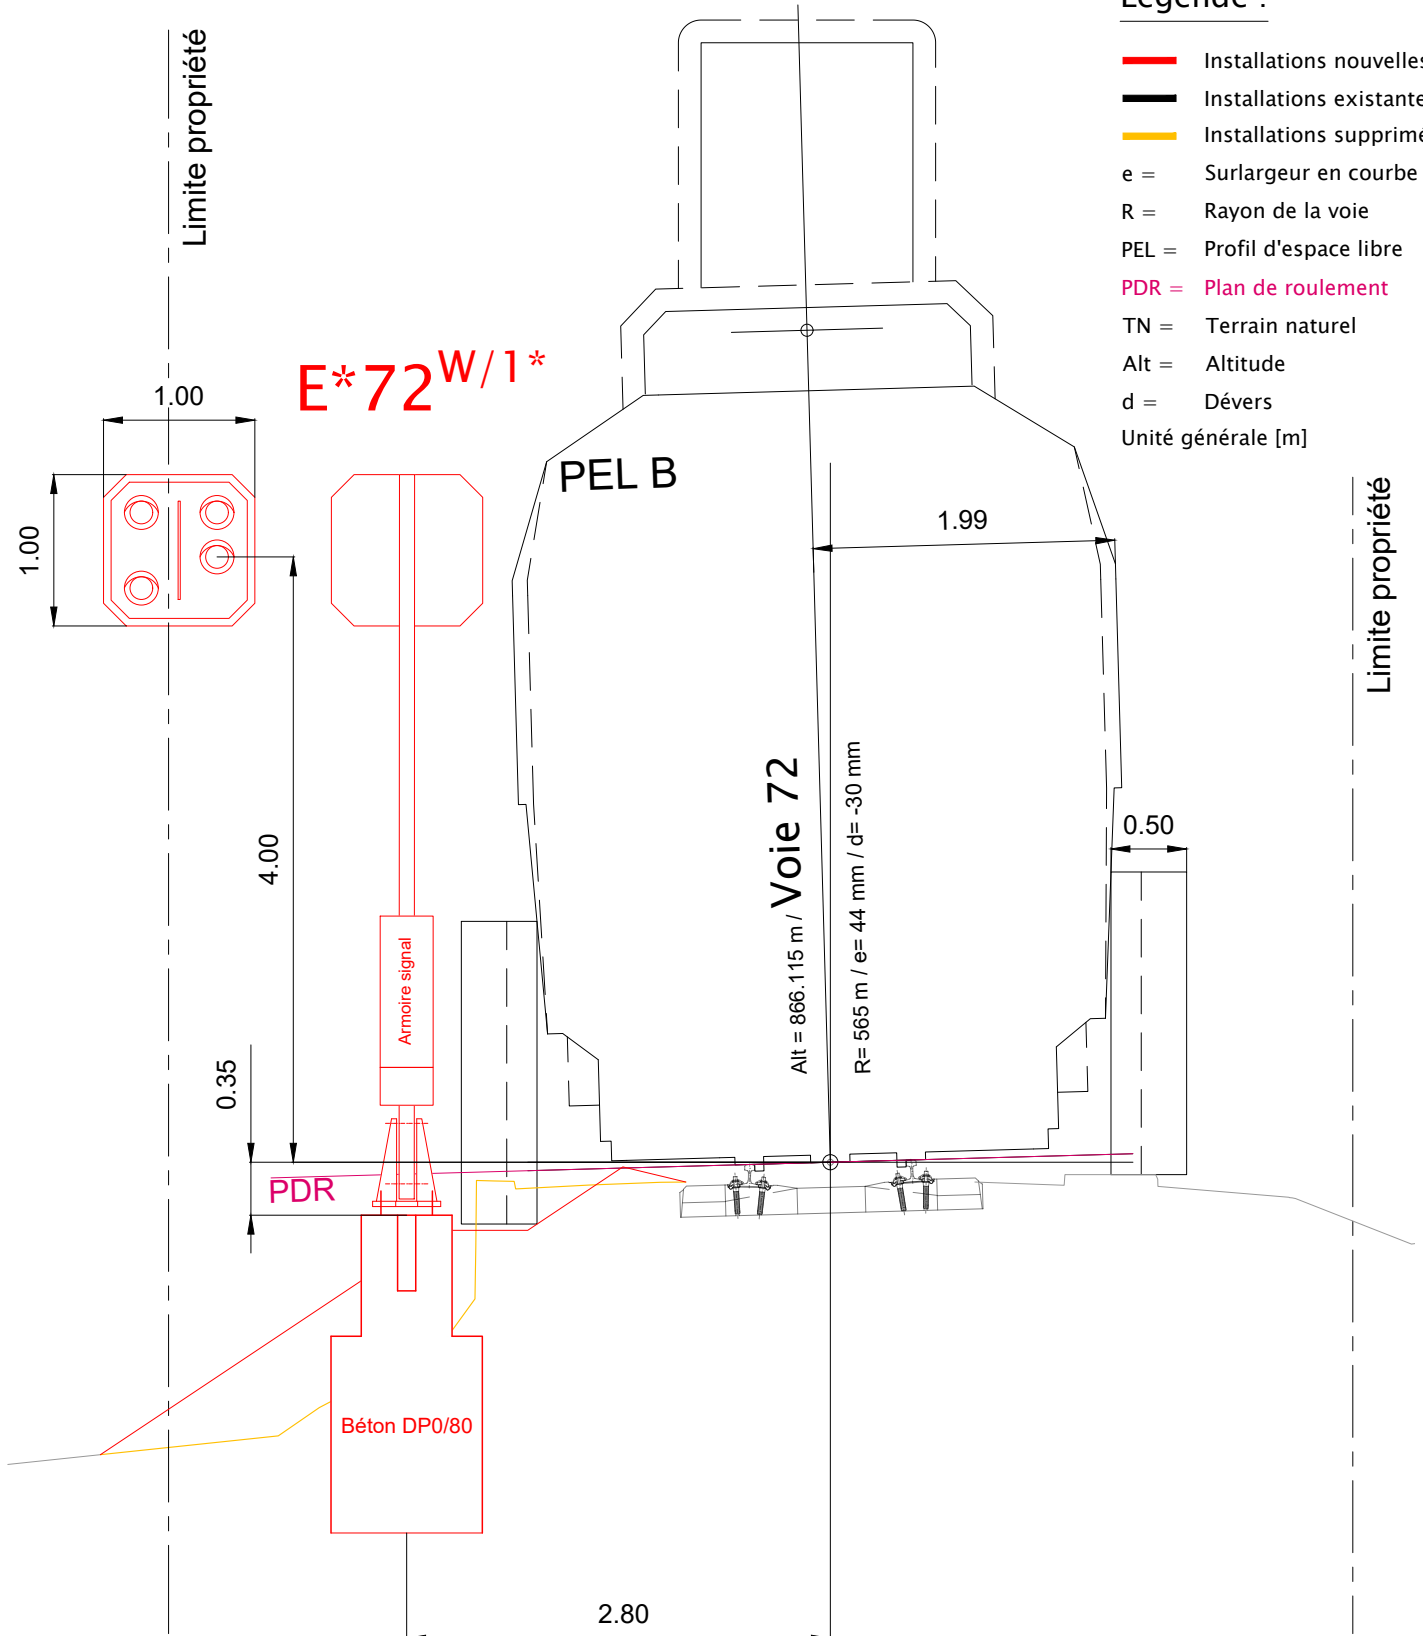 Légende :
Installations nouvelles
Installations existante
Installations supprimé
e = Surlargeur en courbe
R = Rayon de la voie
PEL = Profil d'espace libre
PDR = Plan de roulement
TN = Terrain naturel
Alt = Altitude
d = Dévers
Unité générale [m]
Limite propriété
E*72 W/1*
1.00
1.00
PEL B
1.99
Limite propriété
4.00
Armoire signal
Alt = 866.115 m / Voie 72
R= 565 m / e= 44 mm / d= -30 mm
0.50
0.35
PDR
Béton DP0/80
2.80